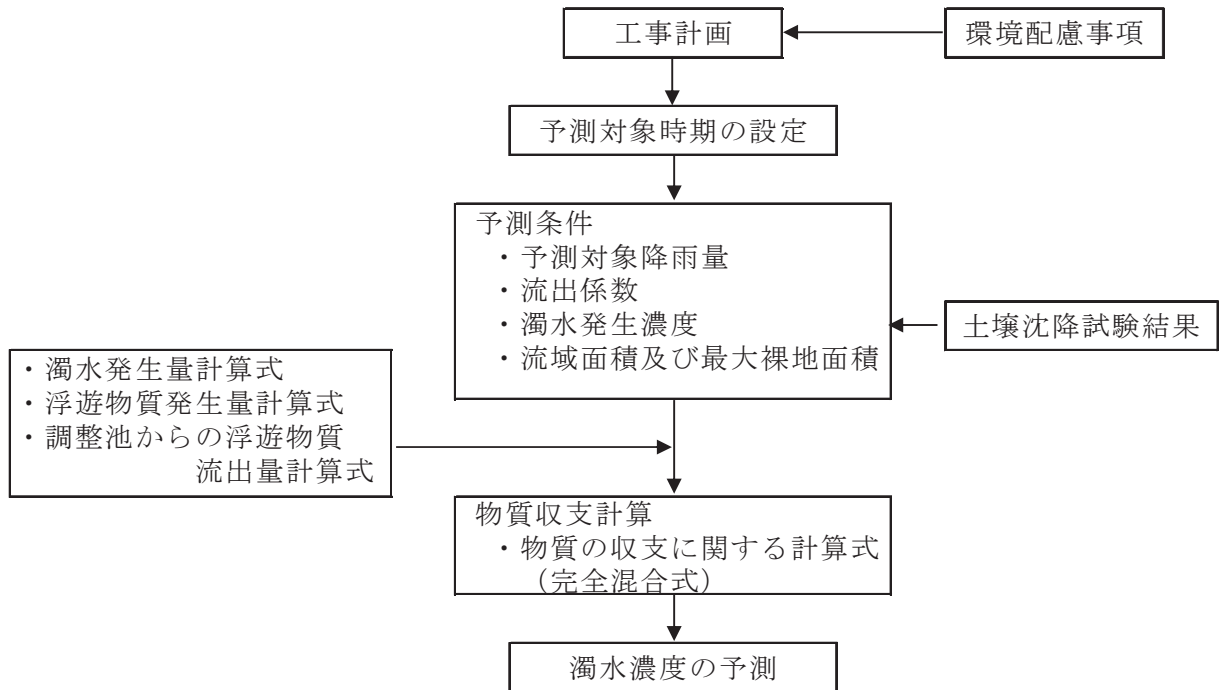 工事計画
環境配慮事項
予測対象時期の設定
予測条件
・予測対象降雨量
・流出係数
・濁水発生濃度
・流域面積及び最大裸地面積
土壌沈降試験結果
・濁水発生量計算式
・浮遊物質発生量計算式
・調整池からの浮遊物質
流出量計算式
物質収支計算
・物質の収支に関する計算式
（完全混合式）
濁水濃度の予測